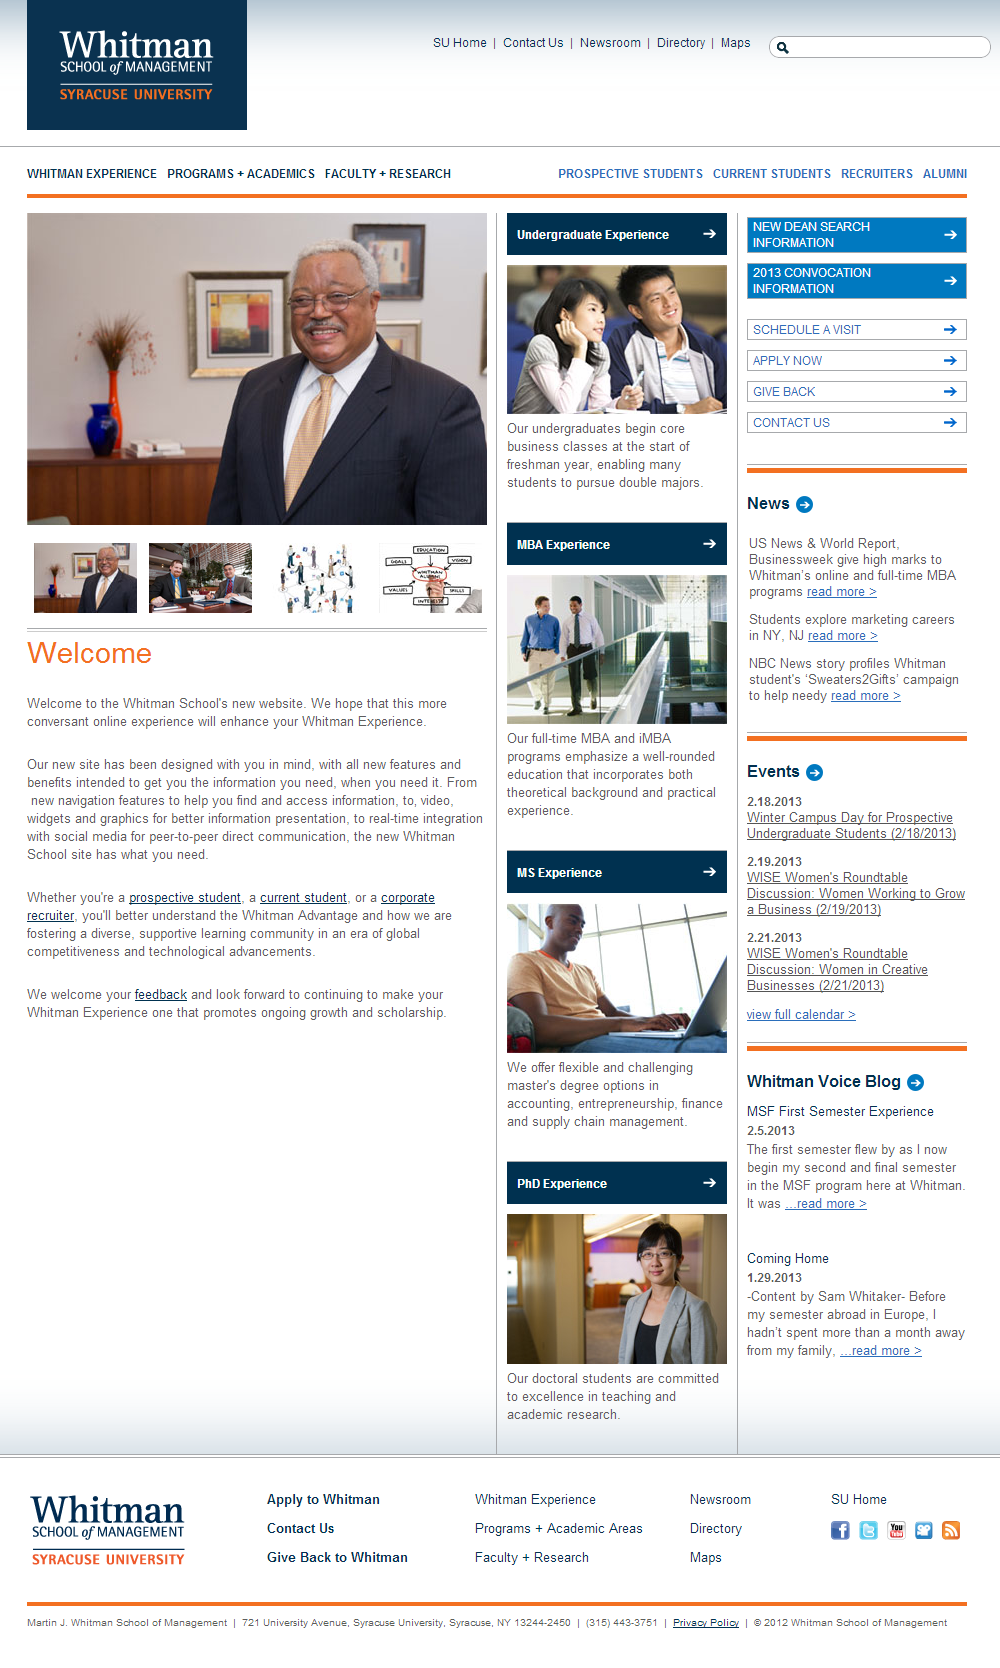 Whitman
SCHOOL of MANAGEMENT
SYRACUSE UNIVERSITY
SU Home | Contact Us | Newsroom | Directory | Maps
WHITMAN EXPERIENCE PROGRAMS + ACADEMICS FACULTY + RESEARCH
PROSPECTIVE STUDENTS CURRENT STUDENTS RECRUITERS ALUMNI
EDUCATION
GOALS
VISION
WHITMAN ALUMNI
VALUES
SKILLS
INTERESTS
Welcome
Welcome to the Whitman School's new website. We hope that this more
conversant online experience will enhance your Whitman Experience.
Our new site has been designed with you in mind, with all new features and
benefits intended to get you the information you need, when you need it. From
new navigation features to help you find and access information, to, video,
widgets and graphics for better information presentation, to real-time integration
with social media for peer-to-peer direct communication, the new Whitman
School site has what you need.
Whether you're a prospective student, a current student, or a corporate
recruiter, you'll better understand the Whitman Advantage and how we are
fostering a diverse, supportive learning community in an era of global
competitiveness and technological advancements.
We welcome your feedback and look forward to continuing to make your
Whitman Experience one that promotes ongoing growth and scholarship.
Undergraduate Experience
Our undergraduates begin core
business classes at the start of
freshman year, enabling many
students to pursue double majors.
MBA Experience
Our full-time MBA and iMBA
programs emphasize a well-rounded
education that incorporates both
theoretical background and practical
experience.
MS Experience
We offer flexible and challenging
master's degree options in
accounting, entrepreneurship, finance
and supply chain management.
PhD Experience
Our doctoral students are committed
to excellence in teaching and
academic research.
NEW DEAN SEARCH
INFORMATION
2013 CONVOCATION
INFORMATION
SCHEDULE A VISIT
APPLY NOW
GIVE BACK
CONTACT US
News
US News & World Report,
Businessweek give high marks to
Whitman's online and full-time MBA
programs read more >
Students explore marketing careers
in NY, NJ read more >
NBC News story profiles Whitman
student's ‘Sweaters2Gifts’ campaign
to help needy read more >
Events
2.18.2013
Winter Campus Day for Prospective
Undergraduate Students (2/18/2013)
2.19.2013
WISE Women's Roundtable
Discussion: Women Working to Grow
a Business (2/19/2013)
2.21.2013
WISE Women's Roundtable
Discussion: Women in Creative
Businesses (2/21/2013)
view full calendar >
Whitman Voice Blog
MSF First Semester Experience
2.5.2013
The first semester flew by as I now
begin my second and final semester
in the MSF program here at Whitman.
It was ...read more >
Coming Home
1.29.2013
-Content by Sam Whitaker- Before
my semester abroad in Europe, I
hadn't spent more than a month away
from my family, ...read more >
Whitman
SCHOOL of MANAGEMENT
SYRACUSE UNIVERSITY
Apply to Whitman
Contact Us
Give Back to Whitman
Whitman Experience
Programs + Academic Areas
Faculty + Research
Newsroom
Directory
Maps
SU Home
You Tube
Martin J. Whitman School of Management | 721 University Avenue, Syracuse University, Syracuse, NY 13244-2450 | (315) 443-3751 | Privacy Policy | © 2012 Whitman School of Management